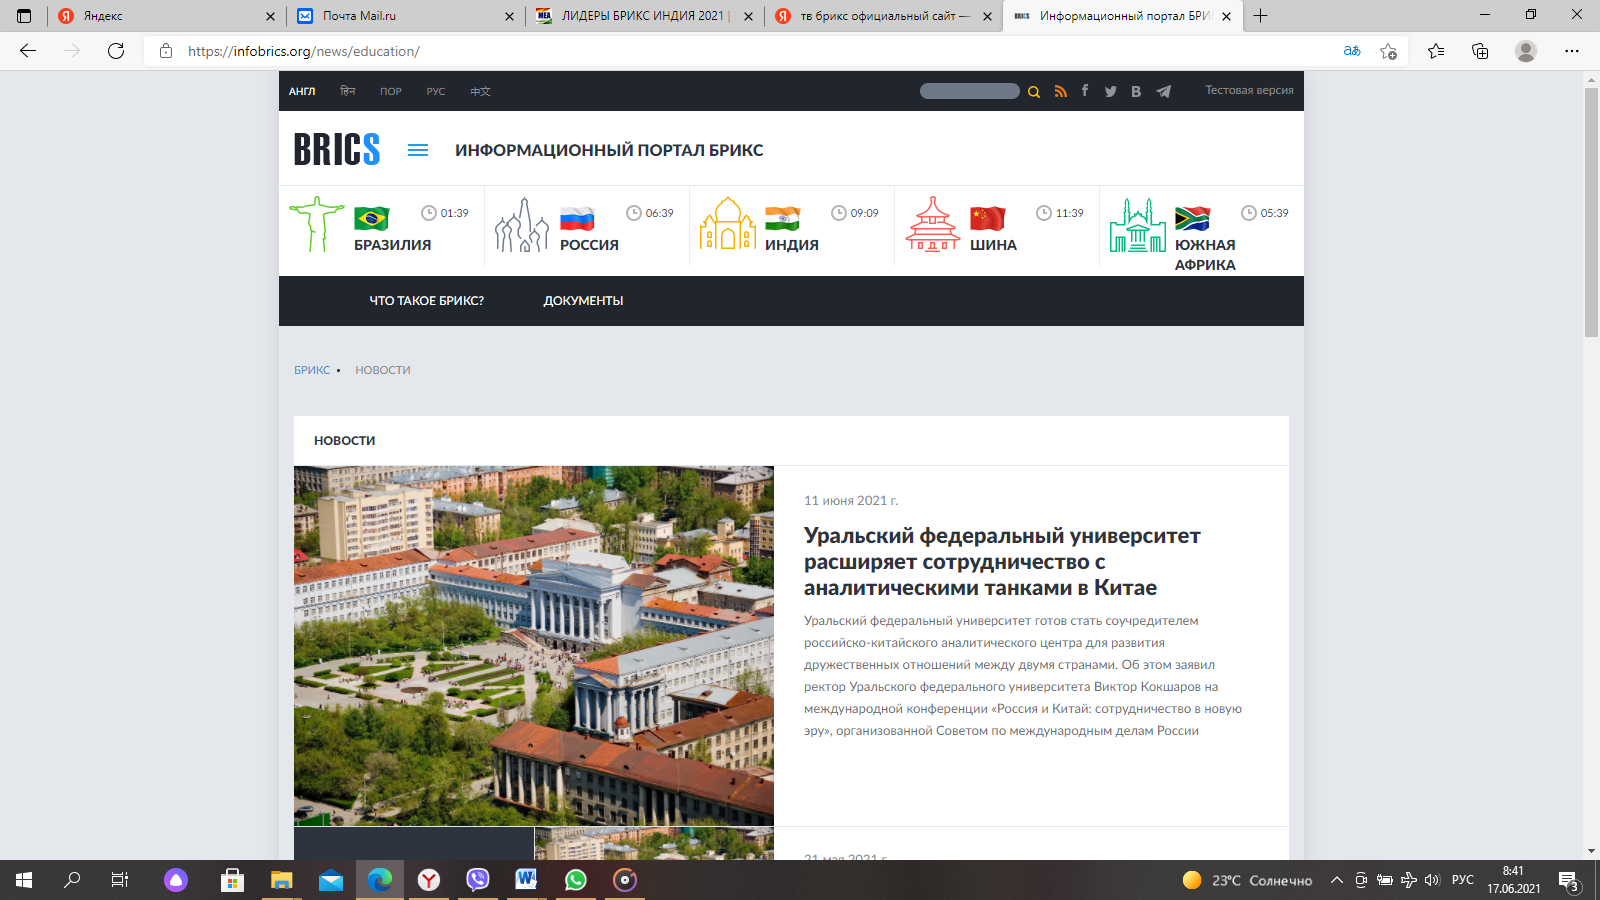 Яндекс
Почта Mail.ru
ЛИДЕРЫ БРИКС ИНДИЯ 2021 |
тв брикс официальный сайт —
Информационный портал БРИ
https://infobrics.org/news/education/
АНГЛ हिन ПОР РУС 中文
Тестовая версия
BRICS
ИНФОРМАЦИОННЫЙ ПОРТАЛ БРИКС
01:39
БРАЗИЛИЯ
06:39
РОССИЯ
09:09
ИНДИЯ
11:39
ШИНА
05:39
ЮЖНАЯ
АФРИКА
ЧТО ТАКОЕ БРИКС? ДОКУМЕНТЫ
БРИКС • НОВОСТИ
НОВОСТИ
11 июня 2021 г.
Уральский федеральный университет
расширяет сотрудничество с
аналитическими танками в Китае
Уральский федеральный университет готов стать соучредителем
российско-китайского аналитического центра для развития
дружественных отношений между двумя странами. Об этом заявил
ректор Уральского федерального университета Виктор Кокшаров на
международной конференции «Россия и Китай: сотрудничество в новую
эру», организованной Советом по международным делам России
21 мая 2021 г.
23°C Солнечно
РУС
8:41
17.06.2021
3